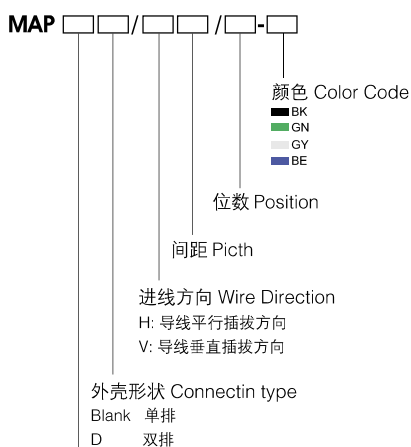 MAP / / -
颜色 Color Code
BK
GN
GY
BE
位数 Position
间距 Picth
进线方向 Wire Direction
H: 导线平行插拔方向
V: 导线垂直插拔方向
外壳形状 Connectin type
Blank 单排
D 双排